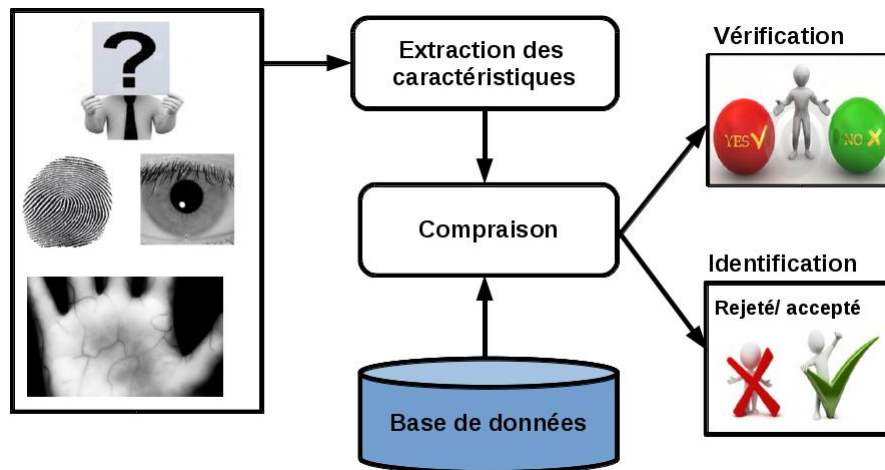 ?
Extraction des
caractéristiques
Compraison
Base de données
Vérification
YES
NO
Identification
Rejeté/ accepté